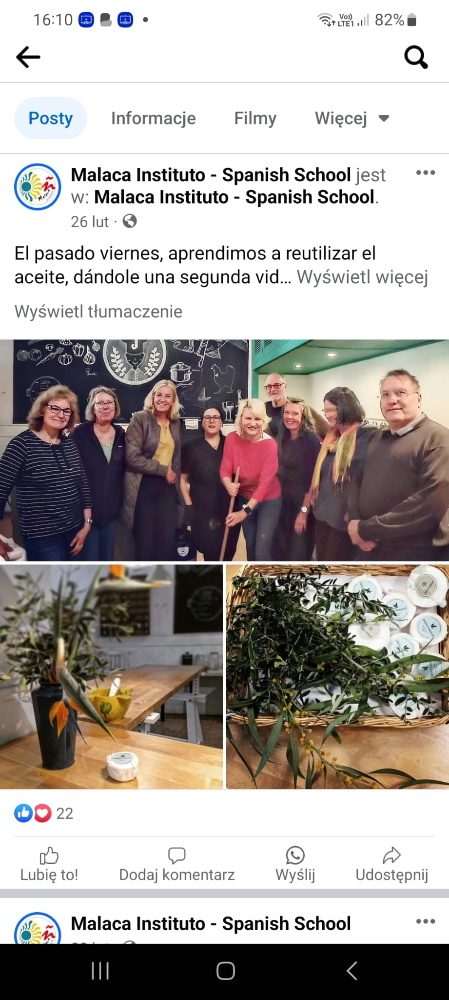 16:10
Vo))
LTE1
82%
Posty Informacje Filmy Więcej
Malaca Instituto - Spanish School jest
w: Malaca Instituto - Spanish School.
26 lut ·
El pasado viernes, aprendimos a reutilizar el
aceite, dándole una segunda vid... Wyświetl więcej
Wyświetl tłumaczenie
22
Lubię to! Dodaj komentarz Wyślij Udostępnij
Malaca Instituto - Spanish School